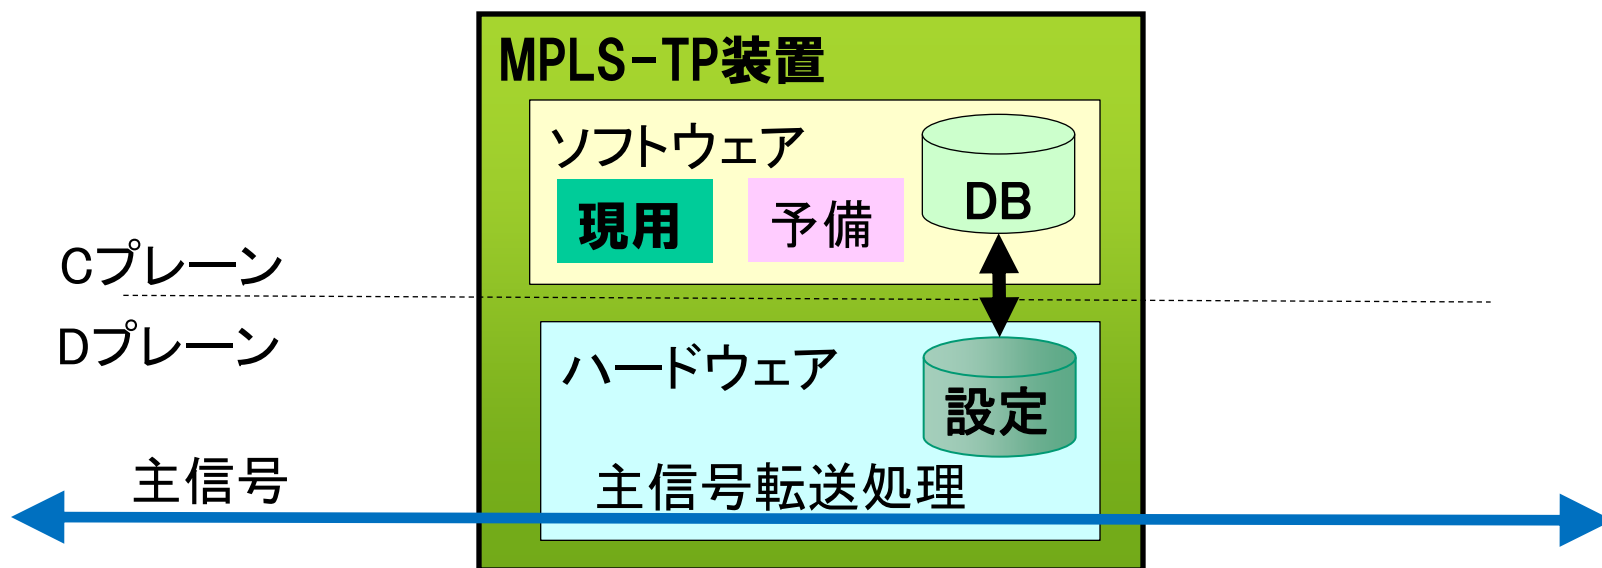 MPLS-TP装置
ソフトウェア
DB
現用
予備
Cプレーン
Dプレーン
ハードウェア
設定
主信号
主信号転送処理